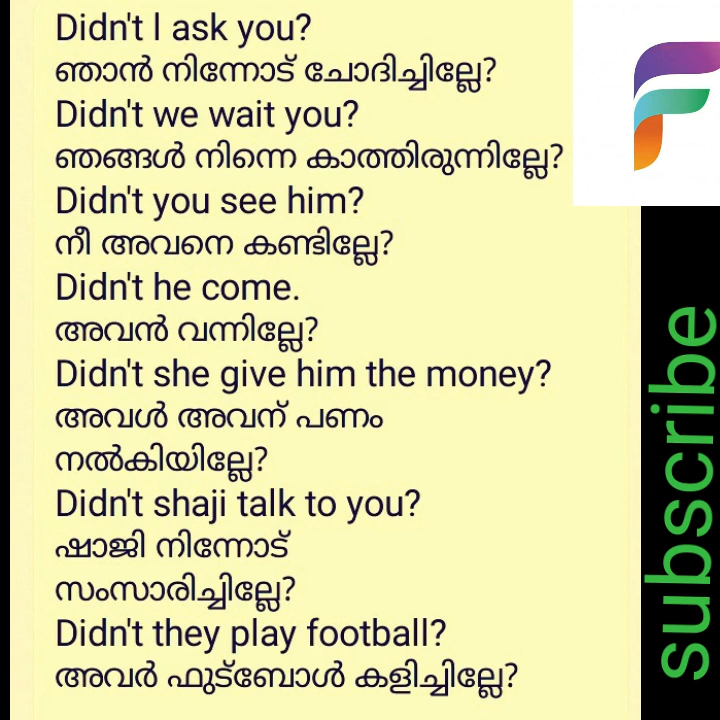 Didn't I ask you?
ഞാൻ നിന്നോട് ചോദിച്ചില്ലേ?
Didn't we wait you?
ഞങ്ങൾ നിന്നെ കാത്തിരുന്നില്ലേ?
Didn't you see him?
നീ അവനെ കണ്ടില്ലേ?
Didn't he come.
അവൻ വന്നില്ലേ?
Didn't she give him the money?
അവൾ അവന് പണം
നൽകിയില്ലേ?
Didn't shaji talk to you?
ഷാജി നിന്നോട്
സംസാരിച്ചില്ലേ?
Didn't they play football?
അവർ ഫുട്ബോൾ കളിച്ചില്ലേ?
F
subscribe